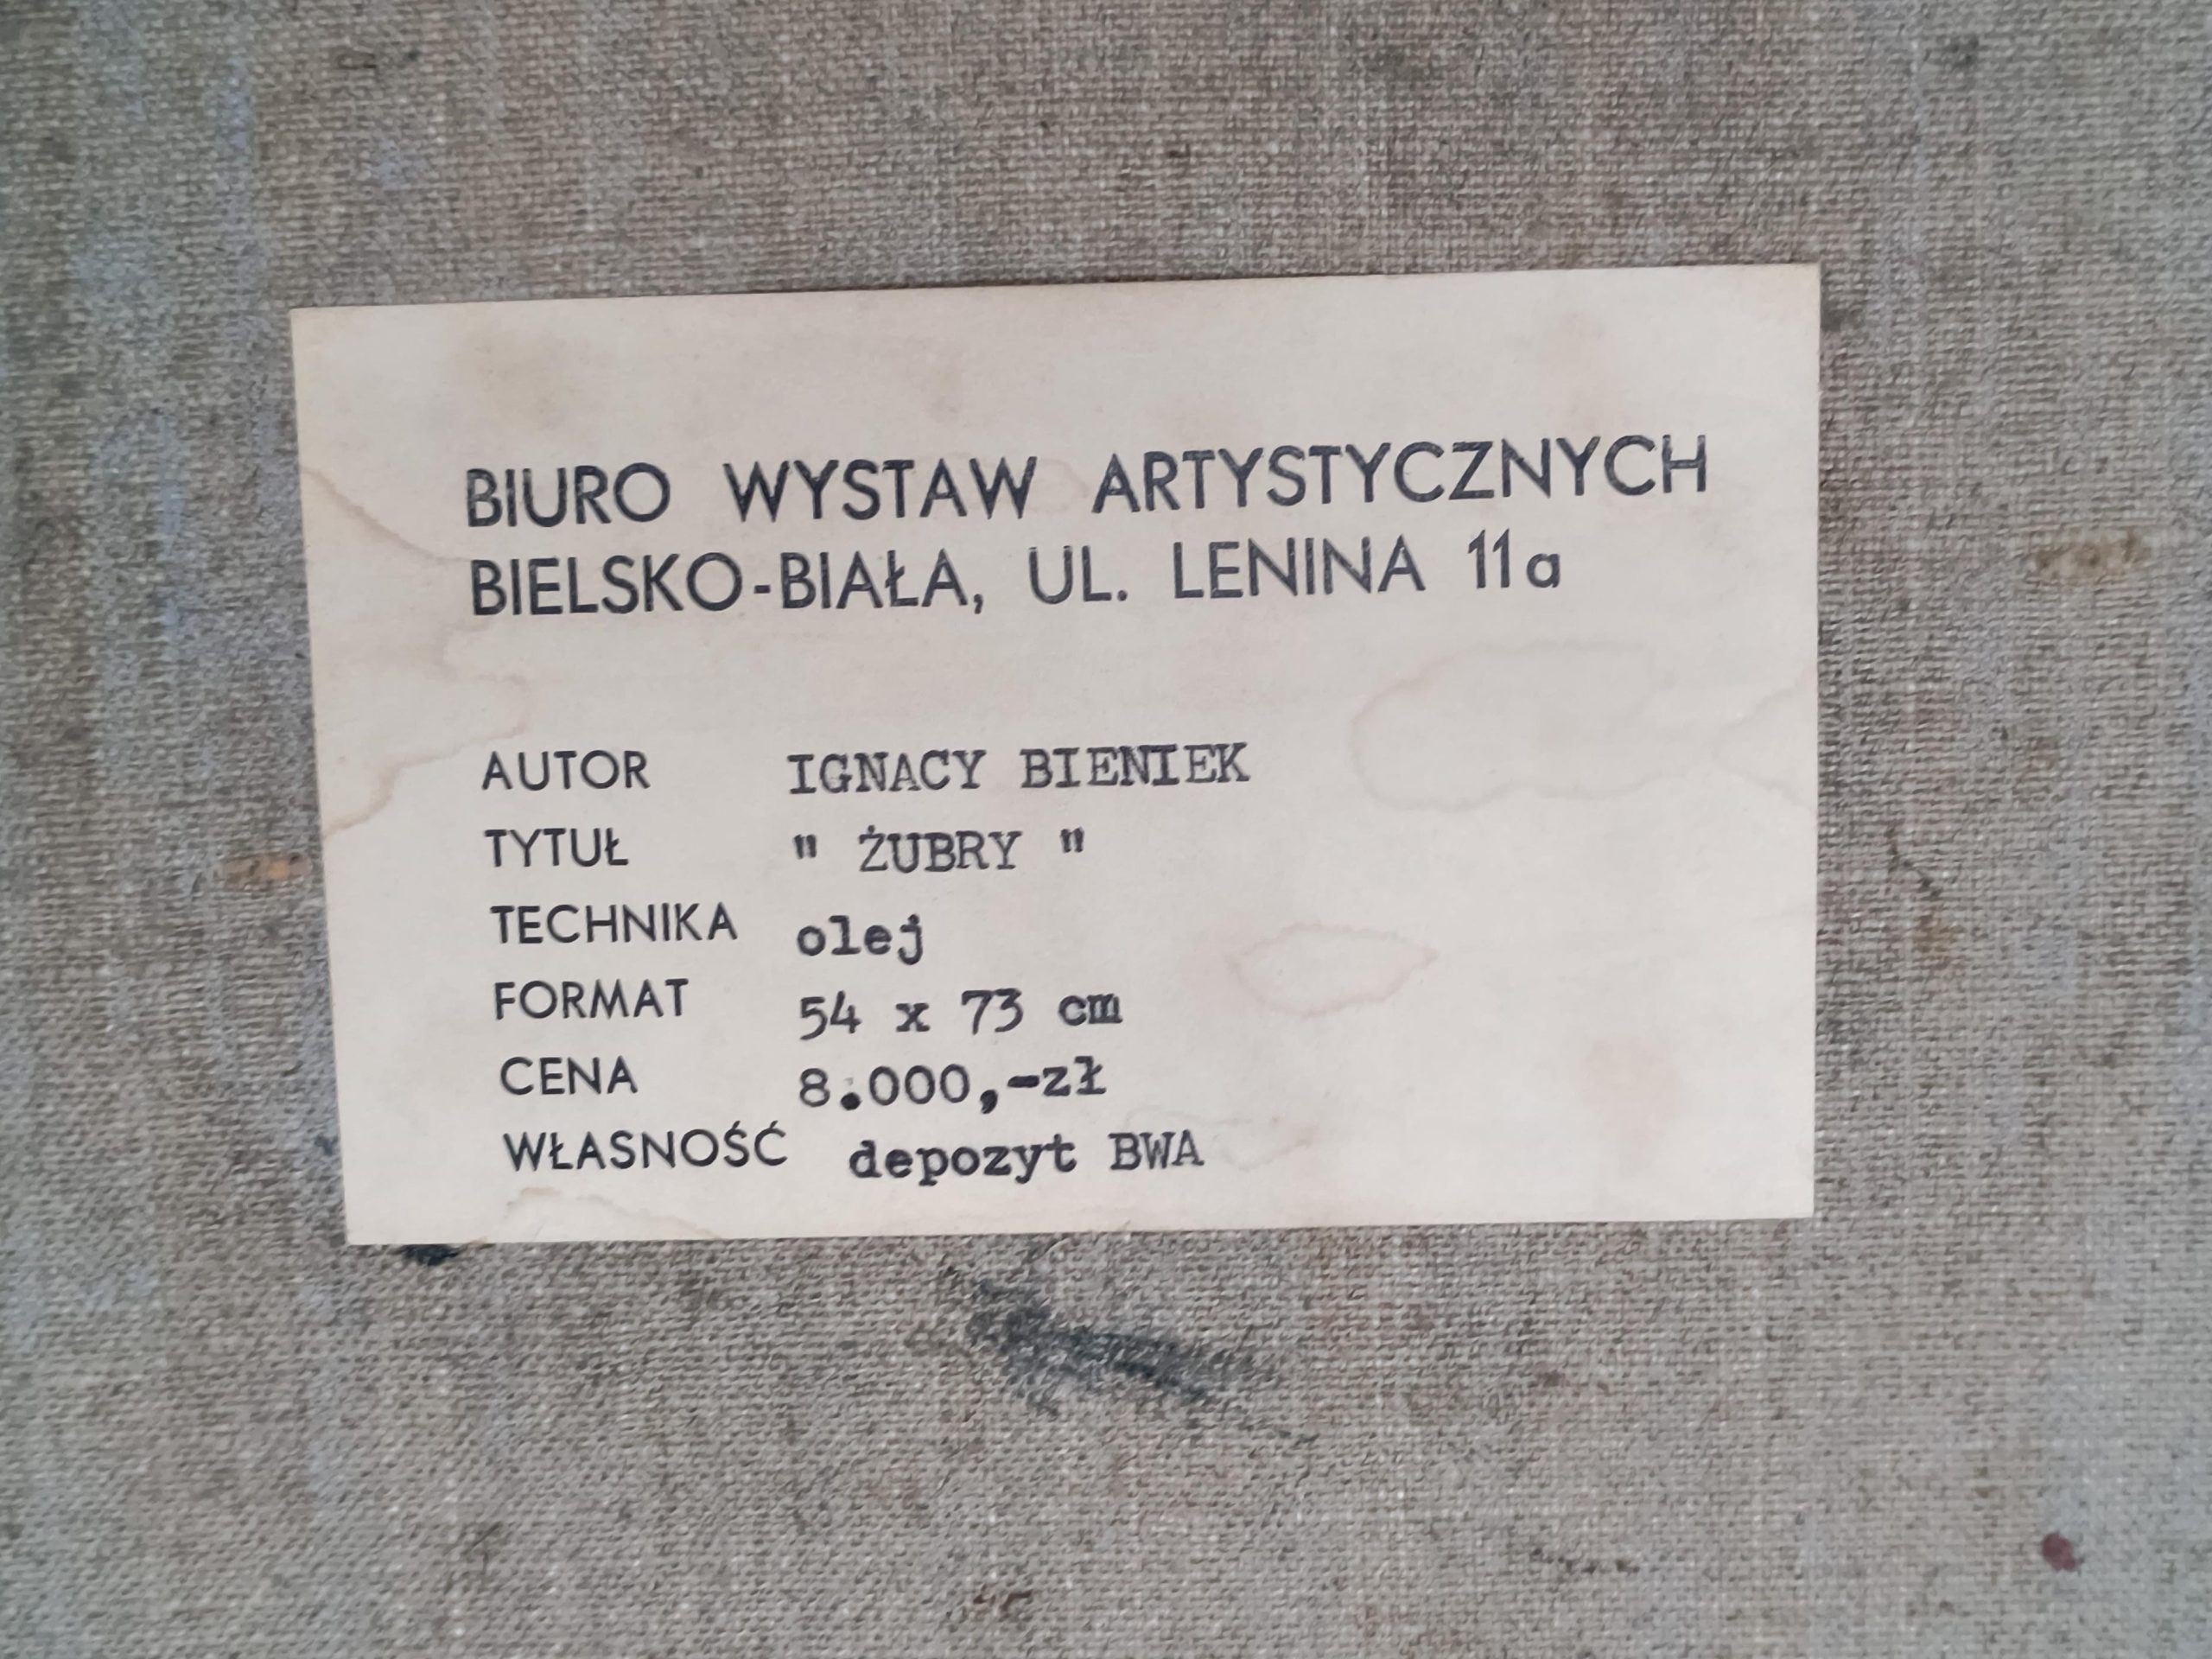 BIURO WYSTAW ARTYSTYCZNYCH
BIELSKO-BIAŁA, UL. LENINA 11a
AUTOR IGNACY BIENIEK
TYTUŁ " ŻUBRY "
TECHNIKA olej
FORMAT 54 x 73 cm
CENA 8.000,-zł
WŁASNOŚĆ depozyt BWA